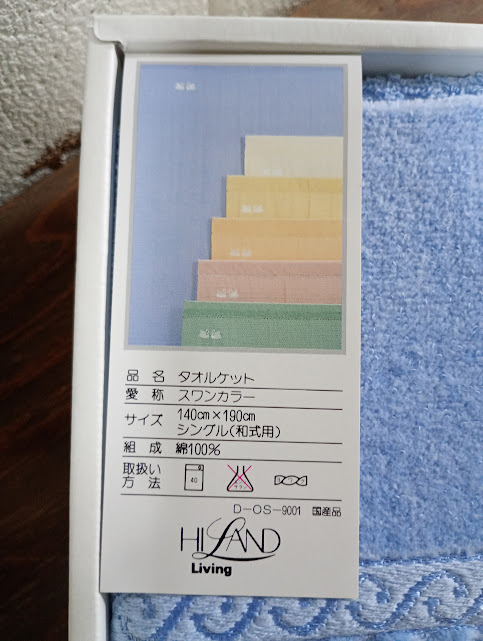 品名 タオルケット
愛称 スワンカラー
サイズ 140cm×190cm
シングル(和式用)
組成 綿100%
取扱い
方法
40
D-OS-9001 国産品
HILAND
Living